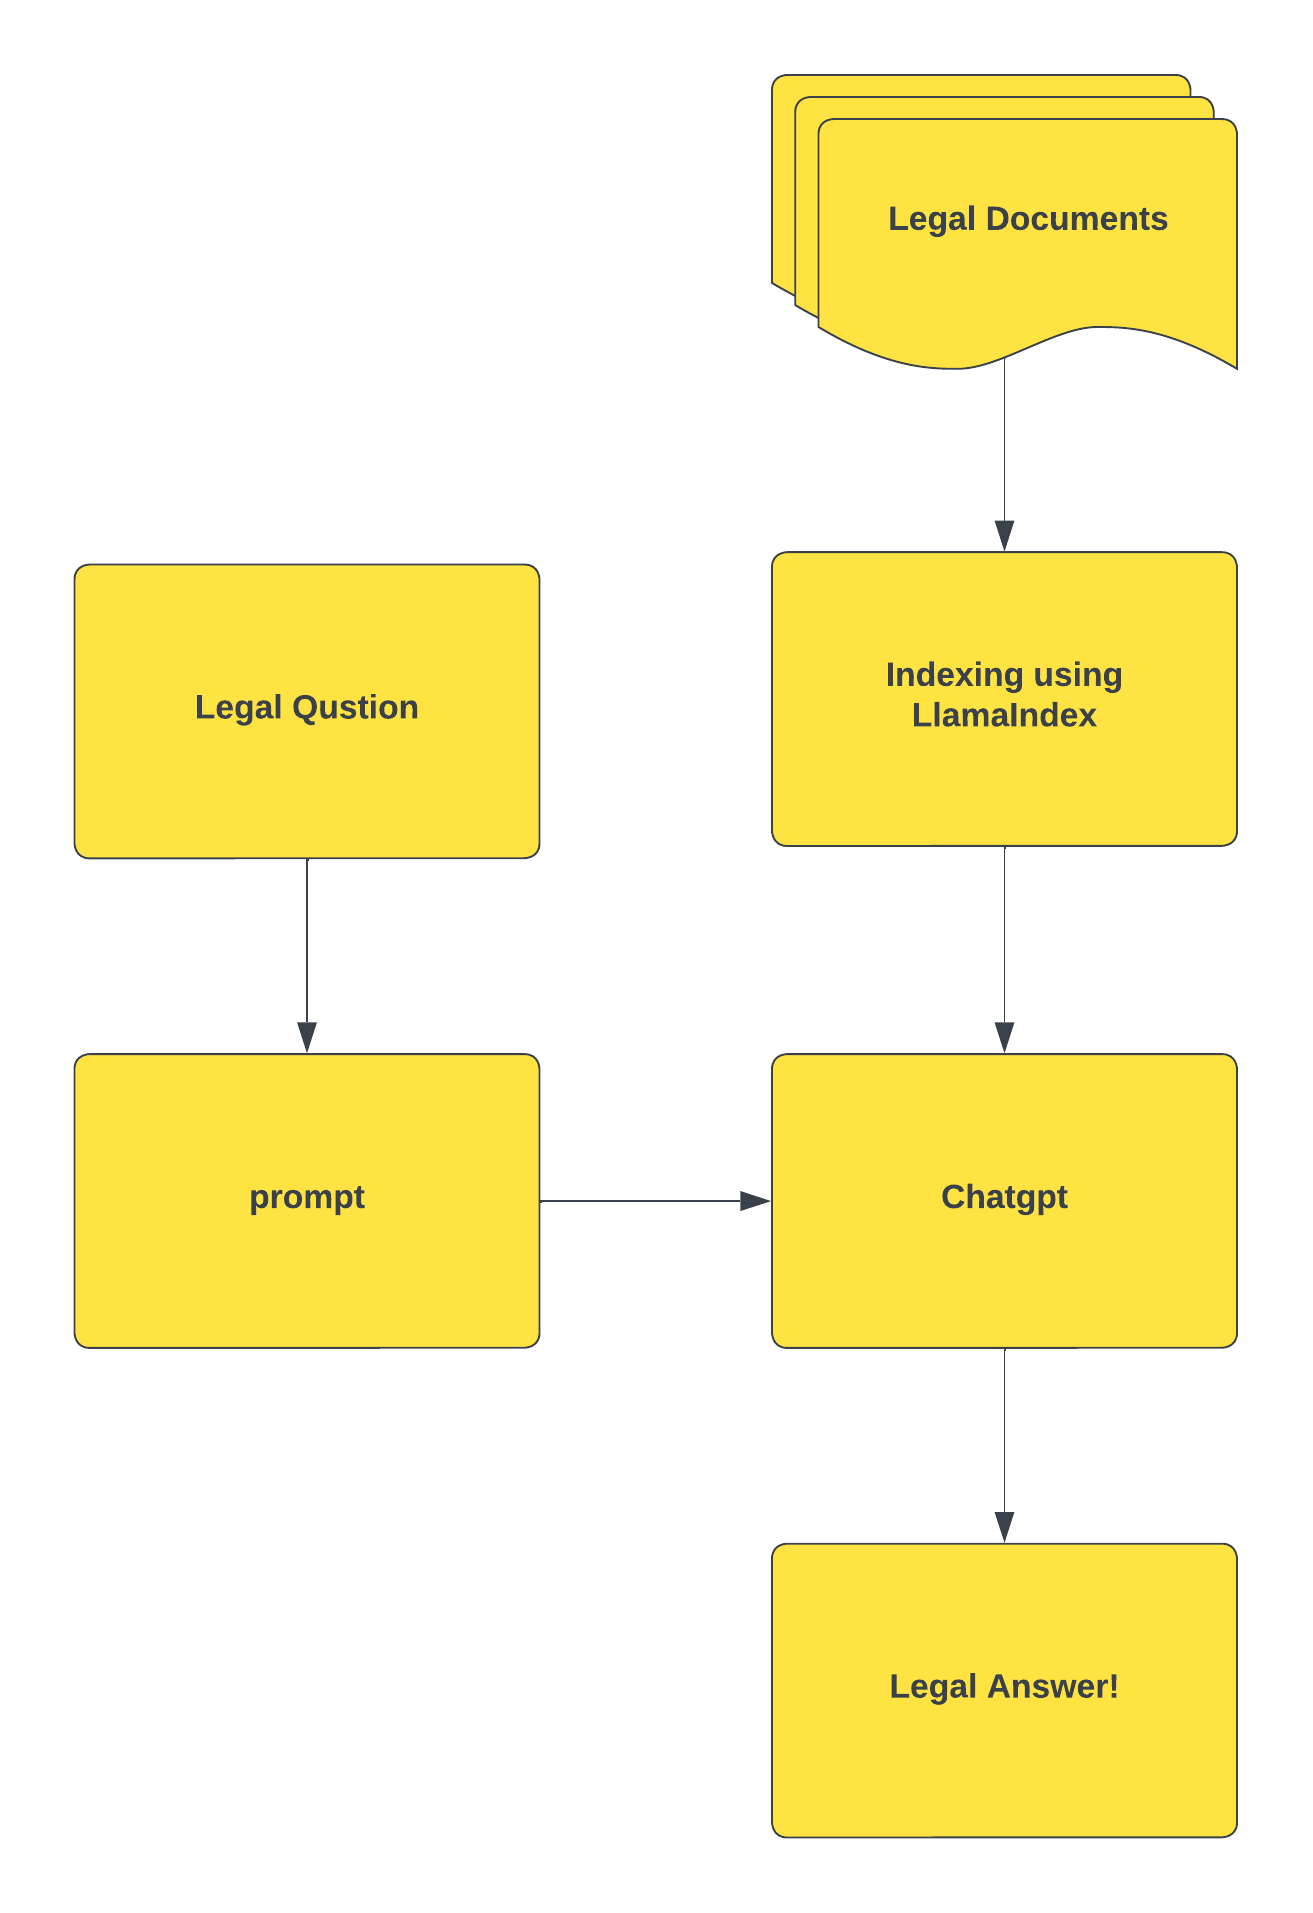 Legal Documents
Legal Qustion
Indexing using
LlamaIndex
prompt
Chatgpt
Legal Answer!